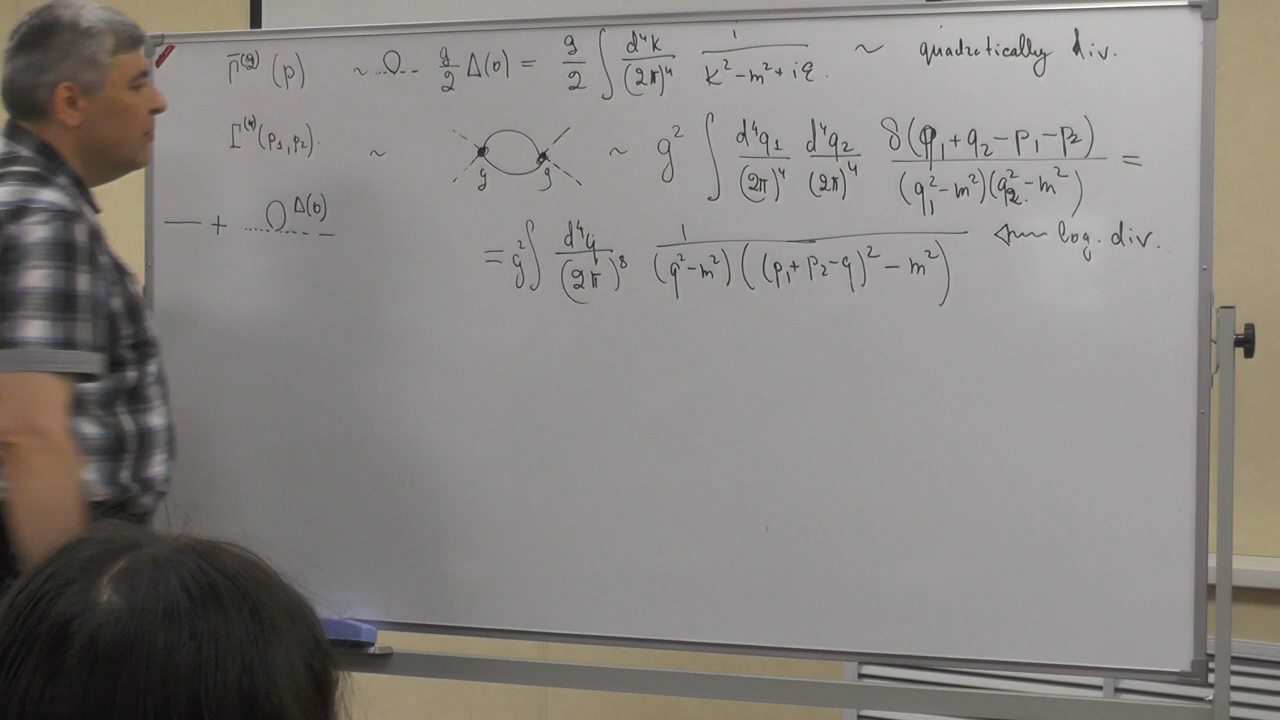 Γ⁽²⁾(p) ~ g/2 Δ(0) = g/2 ∫ d⁴k/(2π)⁴ 1/(k²-m²+iε) ~ quadratically div.
Γ⁽⁴⁾(p₁,p₂). ~ g g ~ g² ∫ d⁴q₁/(2π)⁴ d⁴q₂/(2π)⁴ δ(q₁+q₂-p₁-p₂)/((q₁²-m²)(q₂²-m²)) =
— + Δ(0)
= g² ∫ d⁴q/(2π)⁸ 1/((q²-m²)((p₁+p₂-q)²-m²)) ⟸ log. div.